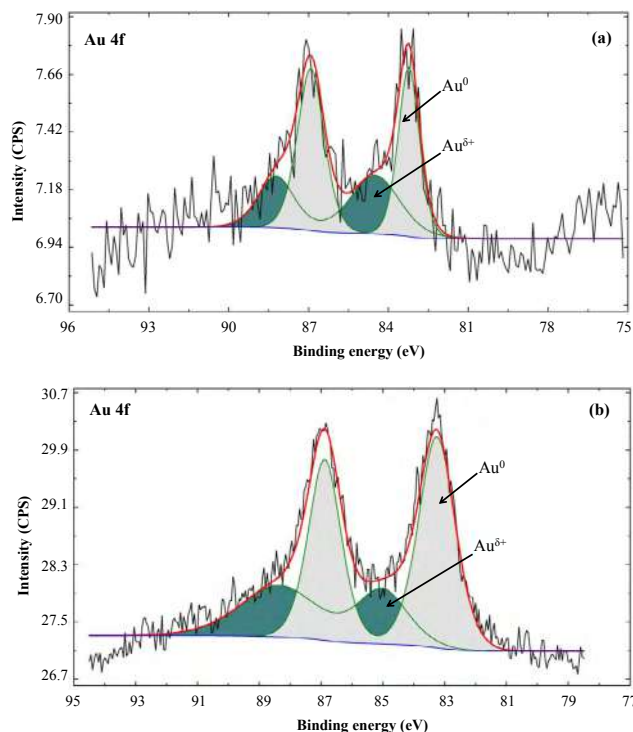 Au 4f
(a)
7.90
7.66
7.42
7.18
6.94
6.70
Intensity (CPS)
Au0
Auδ+
96 93 90 87 84 81 78 75
Binding energy (eV)
Au 4f
(b)
30.7
29.9
29.1
28.3
27.5
26.7
Intensity (CPS)
Au0
Auδ+
95 93 91 89 87 85 83 81 79 77
Binding energy (eV)